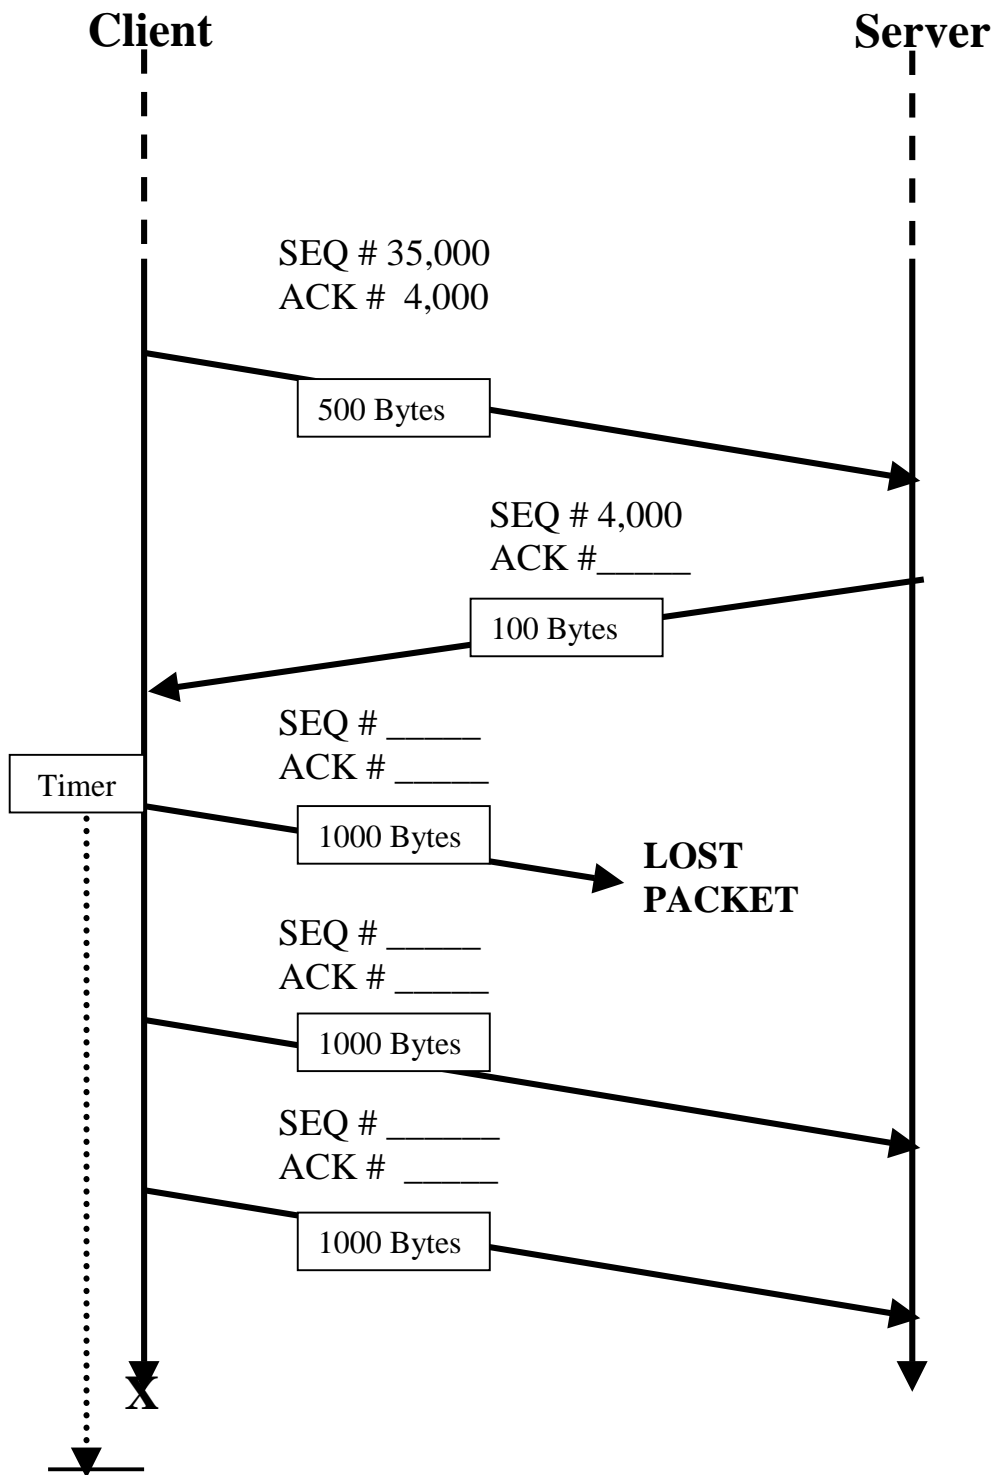 Client Server
SEQ # 35,000
ACK # 4,000
500 Bytes
SEQ # 4,000
ACK #_____
100 Bytes
SEQ # _____
ACK # _____
Timer
1000 Bytes
LOST
PACKET
SEQ # _____
ACK # _____
1000 Bytes
SEQ # ______
ACK # _____
1000 Bytes
X